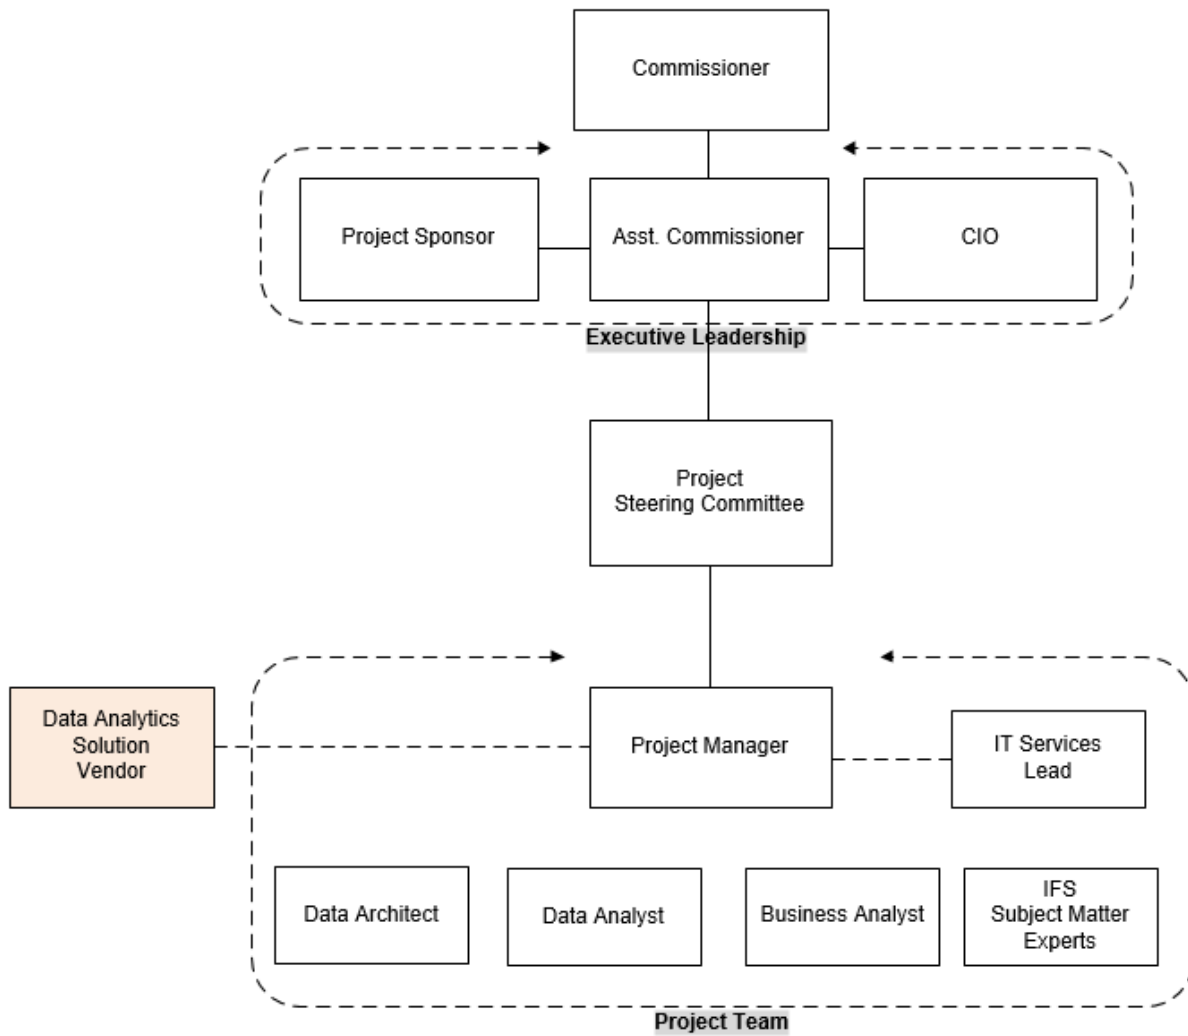 Commissioner
Project Sponsor
Asst. Commissioner
CIO
Executive Leadership
Project
Steering Committee
Data Analytics
Solution
Vendor
Project Manager
IT Services
Lead
Data Architect
Data Analyst
Business Analyst
IFS
Subject Matter
Experts
Project Team